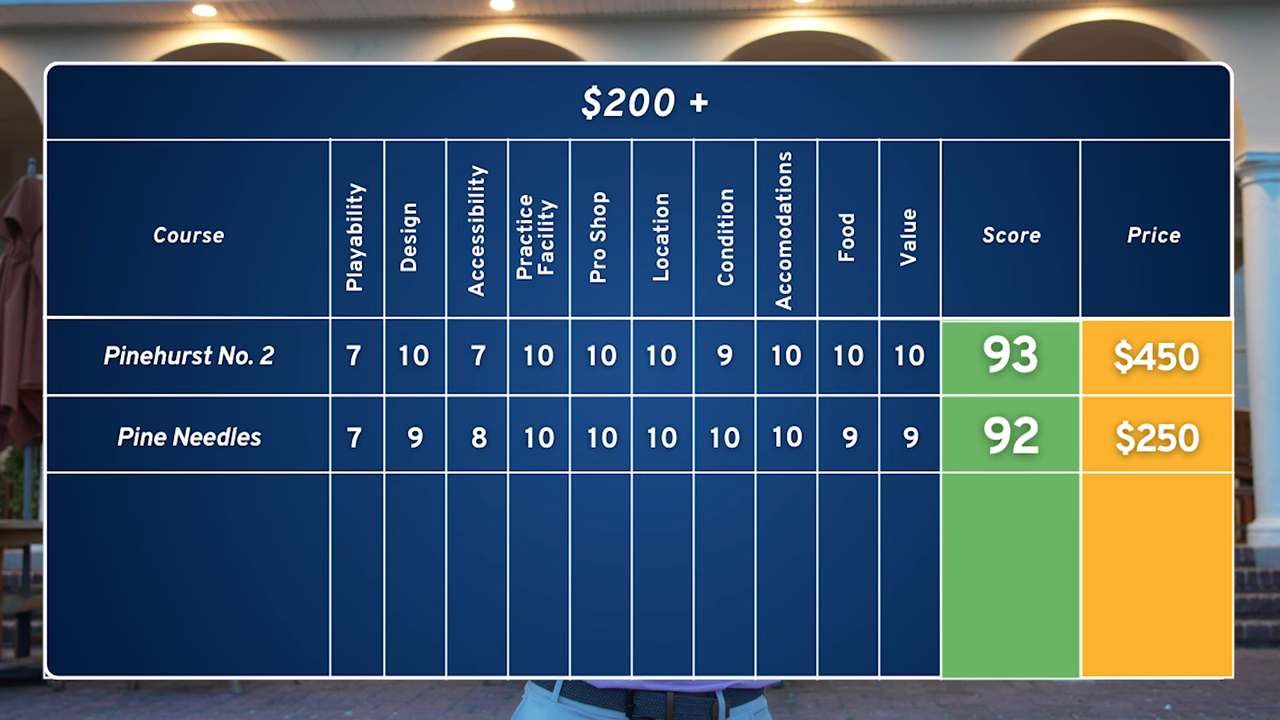 $200 +
Course Playability Design Accessibility Practice Facility Pro Shop Location Condition Accomodations Food Value Score Price
Pinehurst No. 2 7 10 7 10 10 10 9 10 10 10 93 $450
Pine Needles 7 9 8 10 10 10 10 10 9 9 92 $250